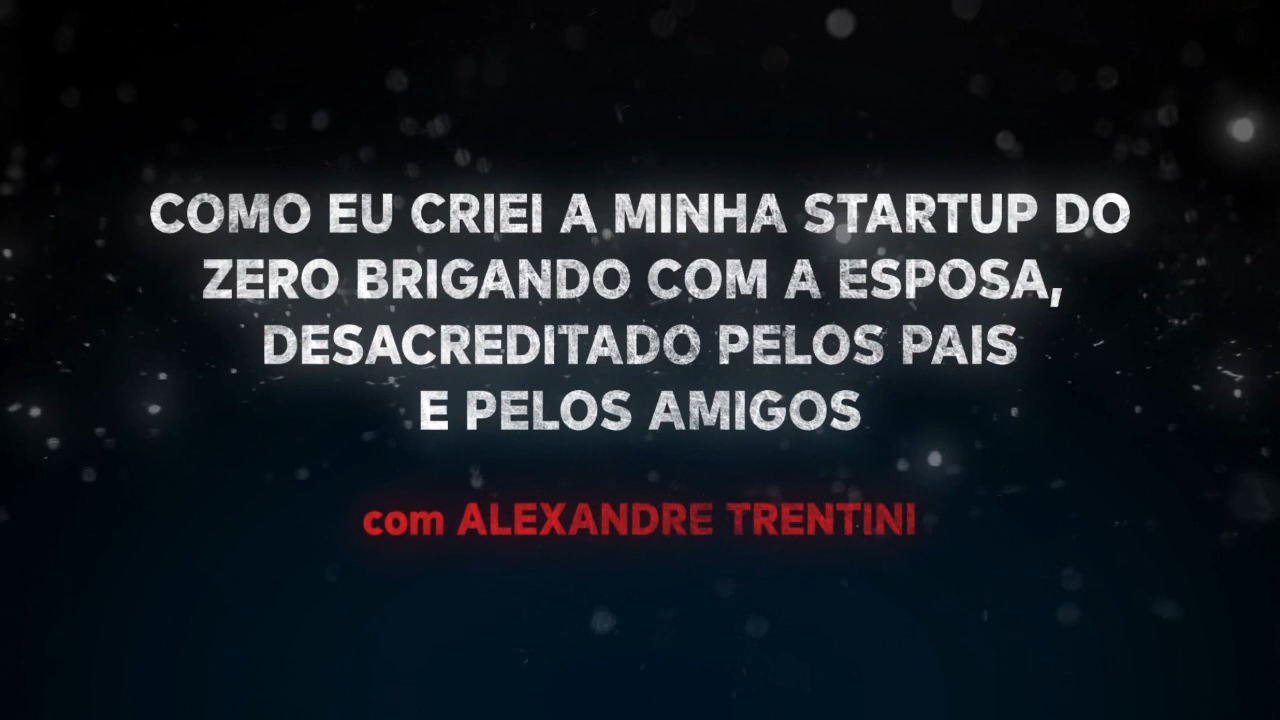 COMO EU CRIEI A MINHA STARTUP DO
ZERO BRIGANDO COM A ESPOSA,
DESACREDITADO PELOS PAIS
E PELOS AMIGOS
com ALEXANDRE TRENTINI